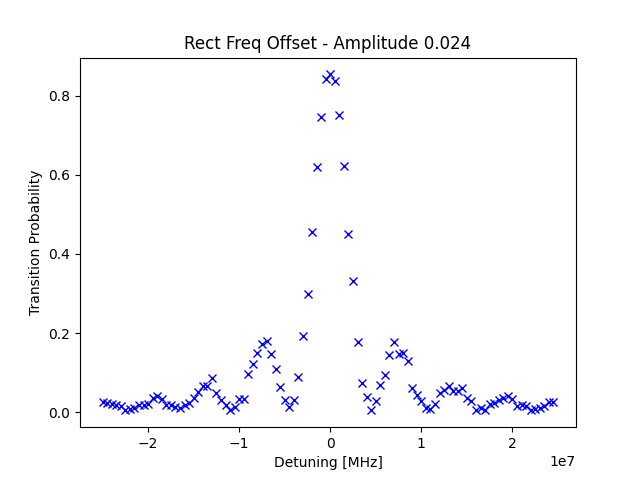 Rect Freq Offset - Amplitude 0.024
Transition Probability
0.8
0.6
0.4
0.2
0.0
−2
−1
0
1
2
1e7
Detuning [MHz]